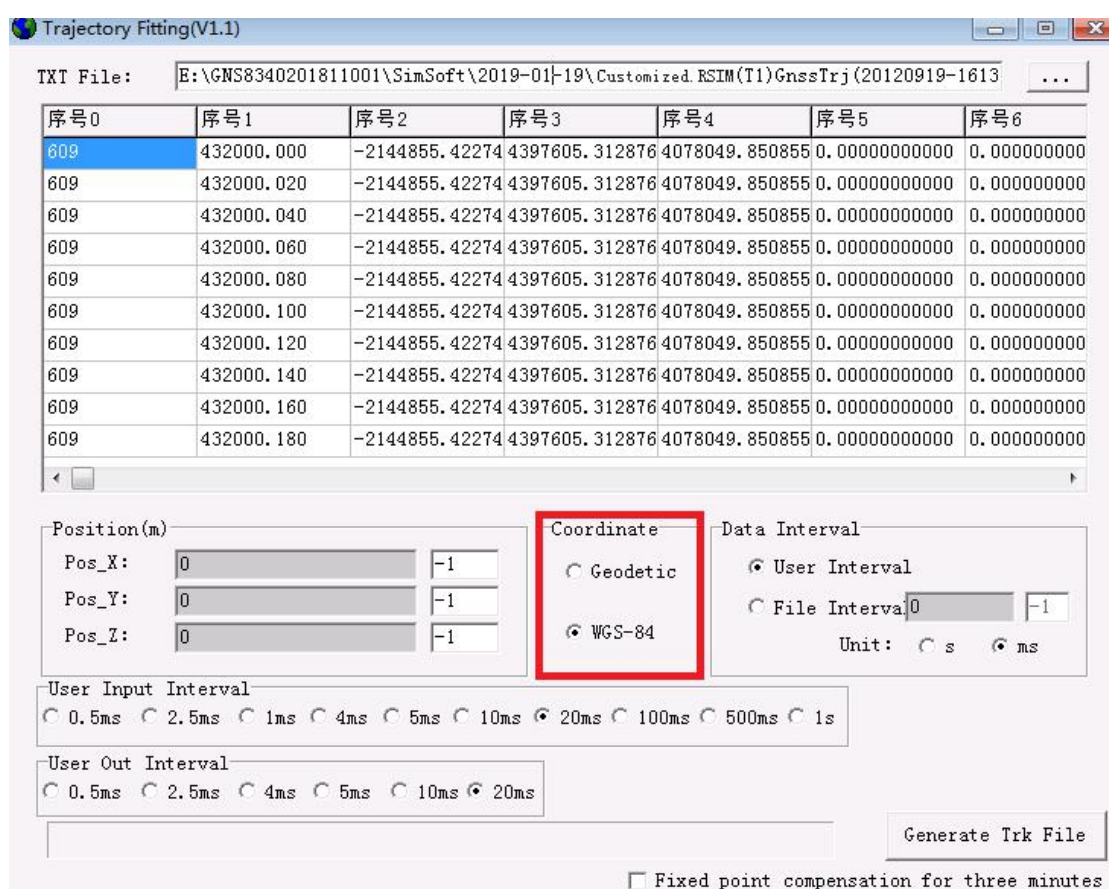 Trajectory Fitting(V1.1)
TXT File: E:\GNS8340201811001\SimSoft\2019-01-19\Customized.RSIM(T1)GnssTrj(20120919-1613 ...
序号0 序号1 序号2 序号3 序号4 序号5 序号6
609 432000.000 -2144855.42274 4397605.312876 4078049.850855 0.00000000000 0.000000000
609 432000.020 -2144855.42274 4397605.312876 4078049.850855 0.00000000000 0.000000000
609 432000.040 -2144855.42274 4397605.312876 4078049.850855 0.00000000000 0.000000000
609 432000.060 -2144855.42274 4397605.312876 4078049.850855 0.00000000000 0.000000000
609 432000.080 -2144855.42274 4397605.312876 4078049.850855 0.00000000000 0.000000000
609 432000.100 -2144855.42274 4397605.312876 4078049.850855 0.00000000000 0.000000000
609 432000.120 -2144855.42274 4397605.312876 4078049.850855 0.00000000000 0.000000000
609 432000.140 -2144855.42274 4397605.312876 4078049.850855 0.00000000000 0.000000000
609 432000.160 -2144855.42274 4397605.312876 4078049.850855 0.00000000000 0.000000000
609 432000.180 -2144855.42274 4397605.312876 4078049.850855 0.00000000000 0.000000000
Position(m)
Pos_X: 0 -1
Pos_Y: 0 -1
Pos_Z: 0 -1
Coordinate
Geodetic
WGS-84
Data Interval
User Interval
File Interval 0 -1
Unit: s ms
User Input Interval
0.5ms 2.5ms 1ms 4ms 5ms 10ms 20ms 100ms 500ms 1s
User Out Interval
0.5ms 2.5ms 4ms 5ms 10ms 20ms
Generate Trk File
Fixed point compensation for three minutes